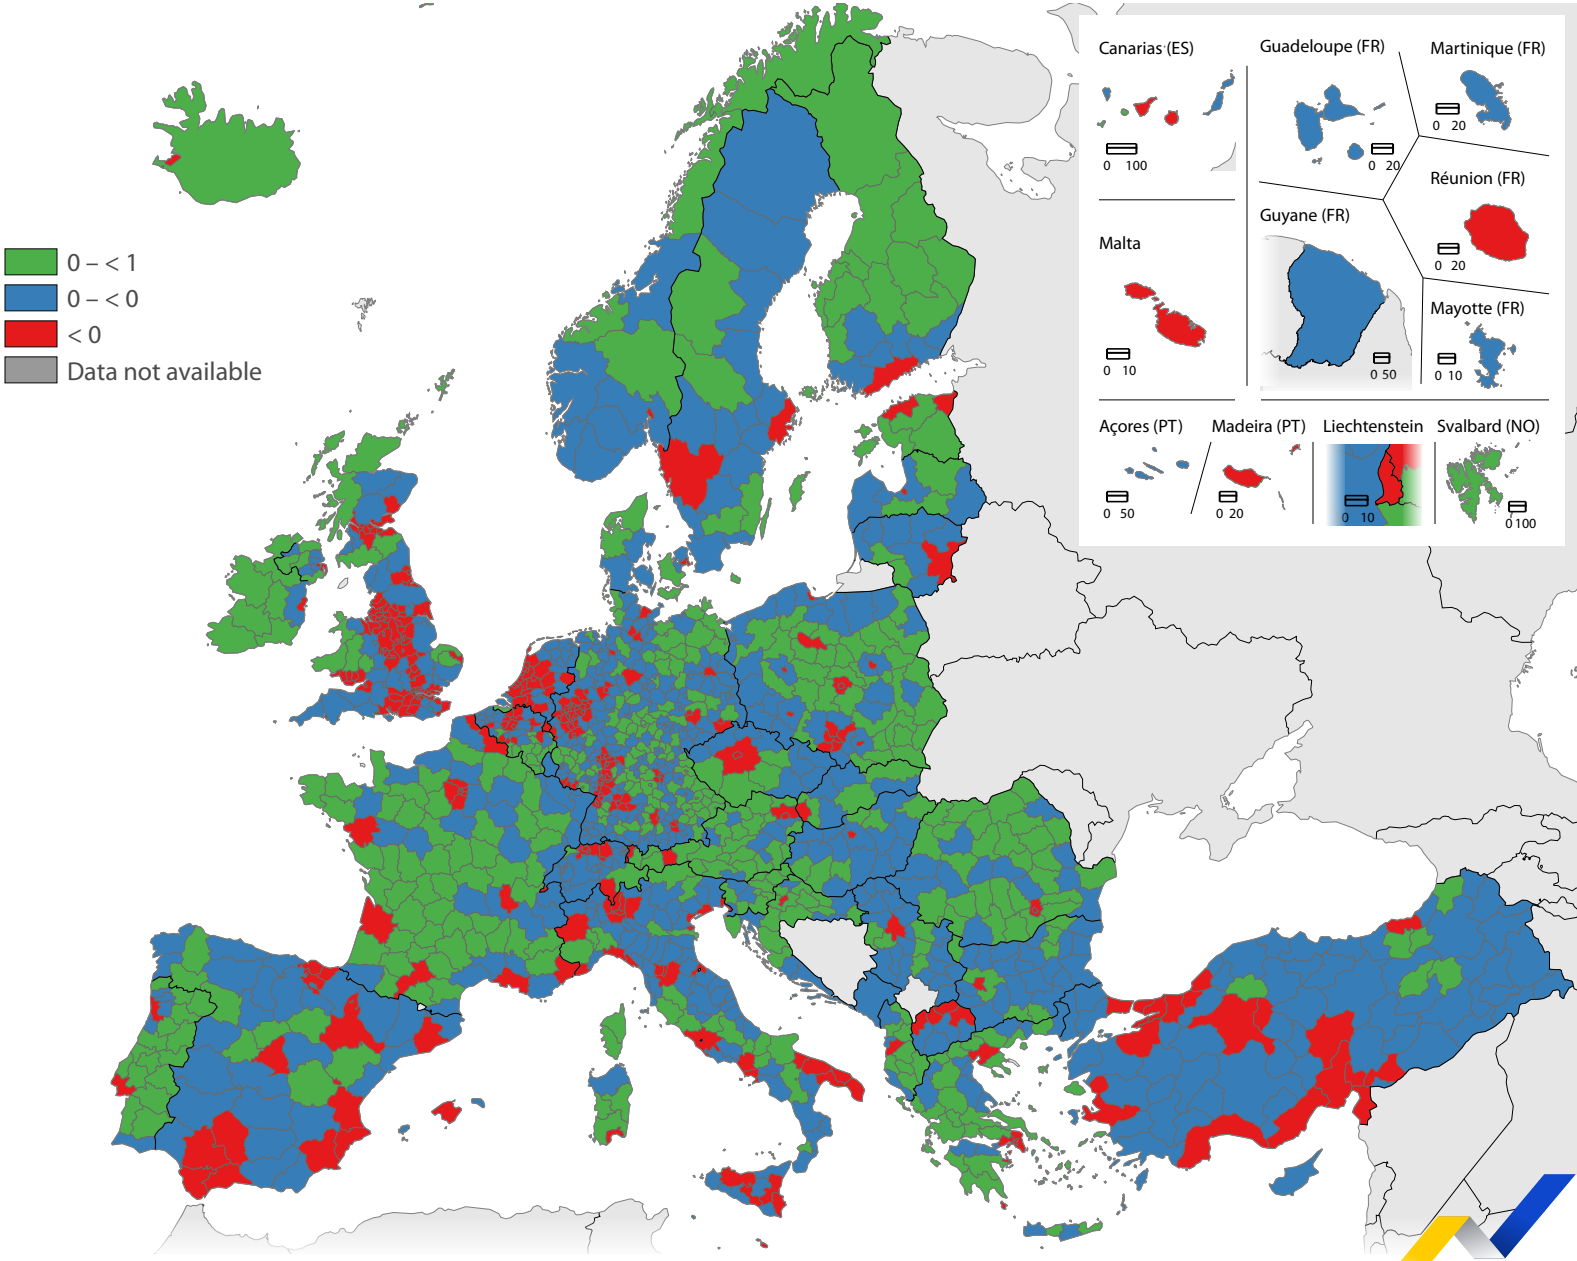 0 – < 1
0 – < 0
< 0
Data not available
Canarias (ES)
0 100
Guadeloupe (FR)
0 20
Martinique (FR)
0 20
Réunion (FR)
0 20
Guyane (FR)
0 50
Mayotte (FR)
0 10
Malta
0 10
Açores (PT)
0 50
Madeira (PT)
0 20
Liechtenstein
0 10
Svalbard (NO)
0 100